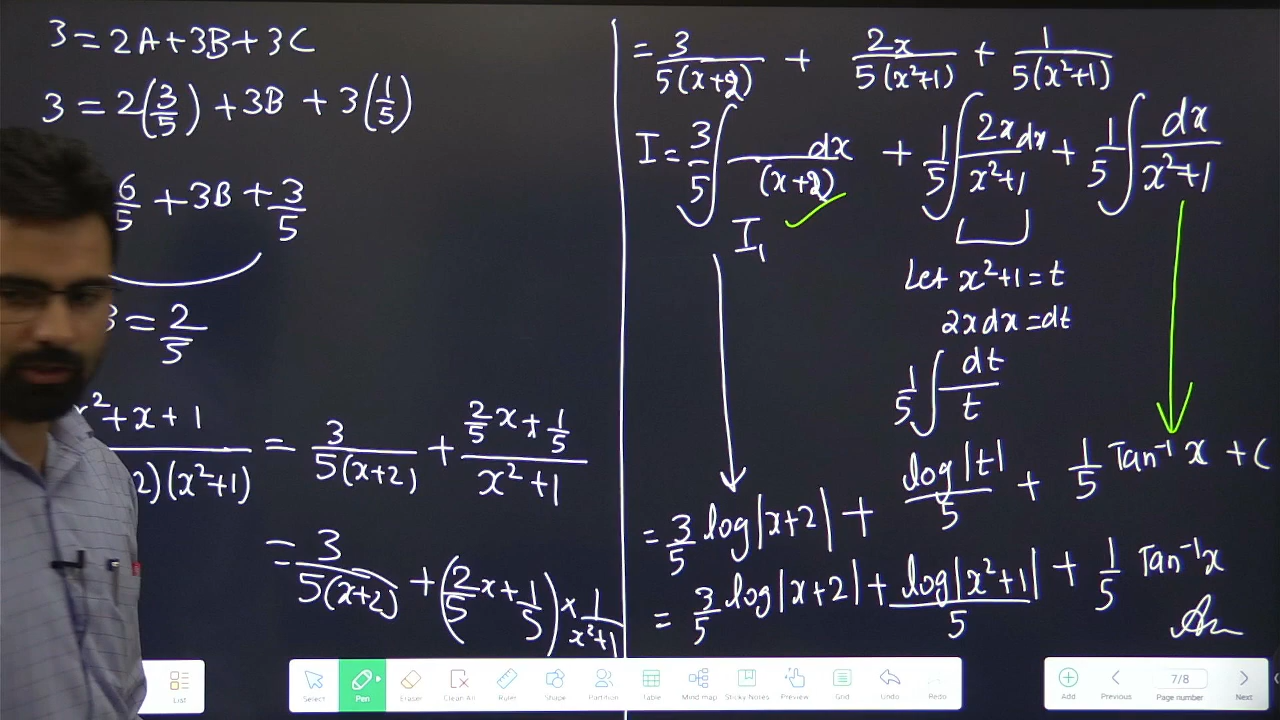 3 = 2A + 3B + 3C
3 = 2(3/5) + 3B + 3(1/5)
6/5 + 3B + 3/5
= 2/5
x² + x + 1 / 2)(x²+1) = 3/5(x+2) + 2/5 x + 1/5 / x² + 1
= 3/5(x+2) + (2/5 x + 1/5) × 1/x²+1
= 3/5(x+2) + 2x/5(x²+1) + 1/5(x²+1)
I = 3/5 ∫ dx/(x+2) + 1/5 ∫ 2x dx/x²+1 + 1/5 ∫ dx/x²+1
I₁
Let x²+1 = t
2x dx = dt
1/5 ∫ dt/t
= 3/5 log|x+2| + log|t|/5 + 1/5 Tan⁻¹ x + C
= 3/5 log|x+2| + log|x²+1|/5 + 1/5 Tan⁻¹x
List
Select Pen Eraser Clean All Ruler Shape Partition Table Mind map Sticky Notes Preview Grid Undo Redo
Add Previous 7/8 Page number Next